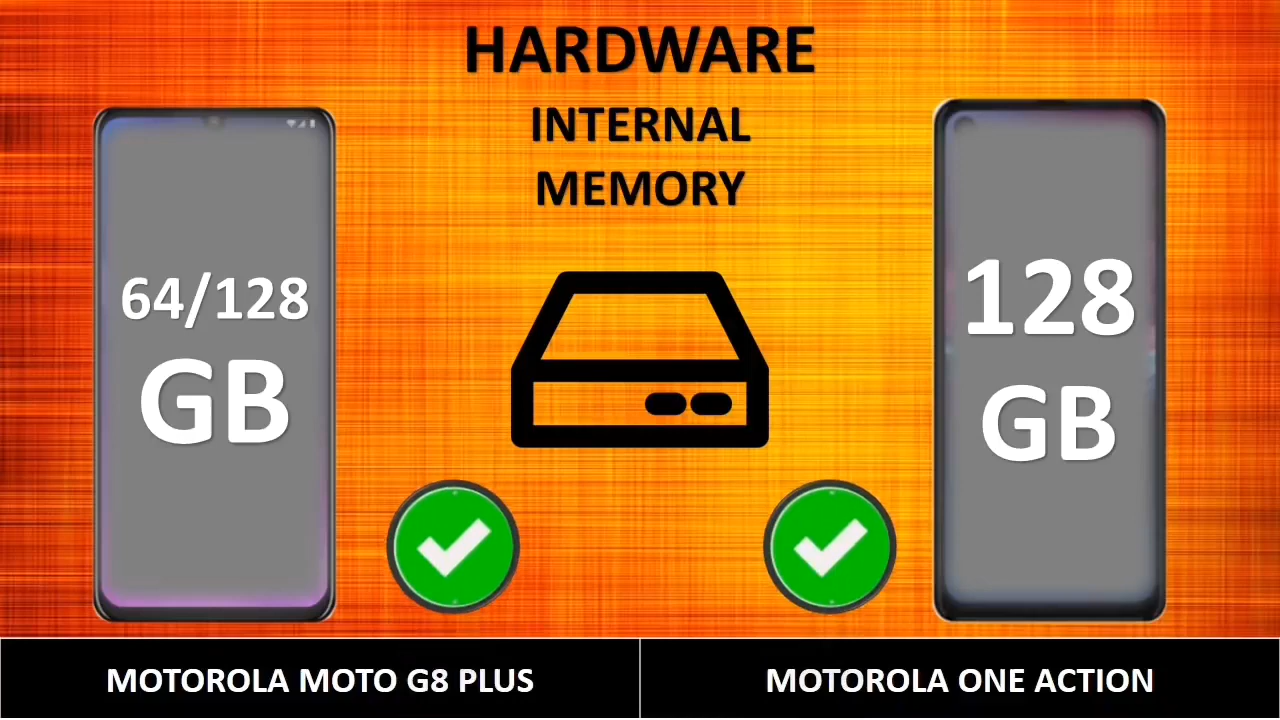 HARDWARE
INTERNAL
MEMORY
64/128
GB
128
GB
MOTOROLA MOTO G8 PLUS
MOTOROLA ONE ACTION